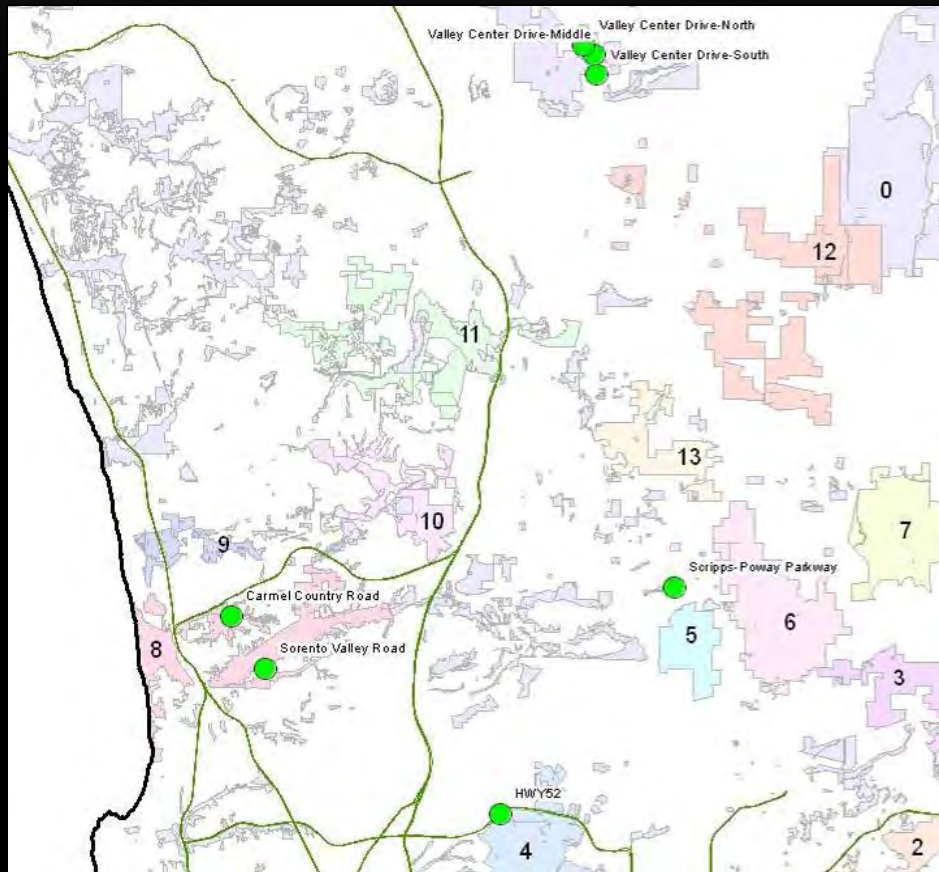 Valley Center Drive-North
Valley Center Drive-Middle
Valley Center Drive-South
0
12
11
13
10
7
9
Scripps-Poway Parkway
Carmel Country Road
6
5
8
Sorento Valley Road
3
HWY52
4
2